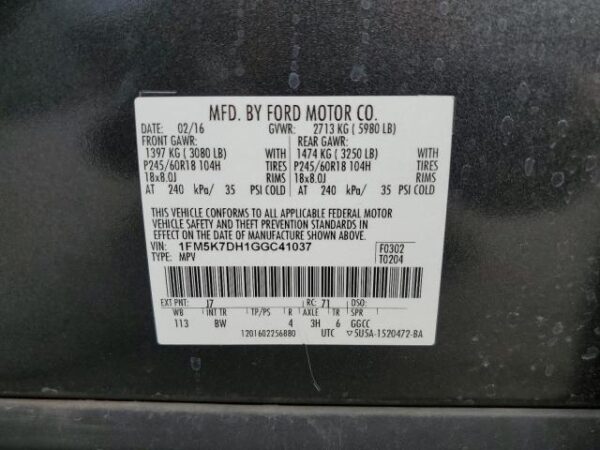 MFD. BY FORD MOTOR CO.
DATE: 02/16 GVWR: 2713 KG ( 5980 LB)
FRONT GAWR: REAR GAWR:
1397 KG ( 3080 LB) WITH 1474 KG ( 3250 LB) WITH
P245/60R18 104H TIRES P245/60R18 104H TIRES
18x8.0J RIMS 18x8.0J RIMS
AT 240 kPa/ 35 PSI COLD AT 240 kPa/ 35 PSI COLD
THIS VEHICLE CONFORMS TO ALL APPLICABLE FEDERAL MOTOR
VEHICLE SAFETY AND THEFT PREVENTION STANDARDS IN
EFFECT ON THE DATE OF MANUFACTURE SHOWN ABOVE.
VIN: 1FM5K7DH1GGC41037 F0302
TYPE: MPV T0204
EXT PNT: J7 RC: 71 DSO:
WB INT TR TP/PS R AXLE TR SPR
113 BW 4 3H 6 GGCC
1201602256880 UTC ▽5U5A-1520472-BA